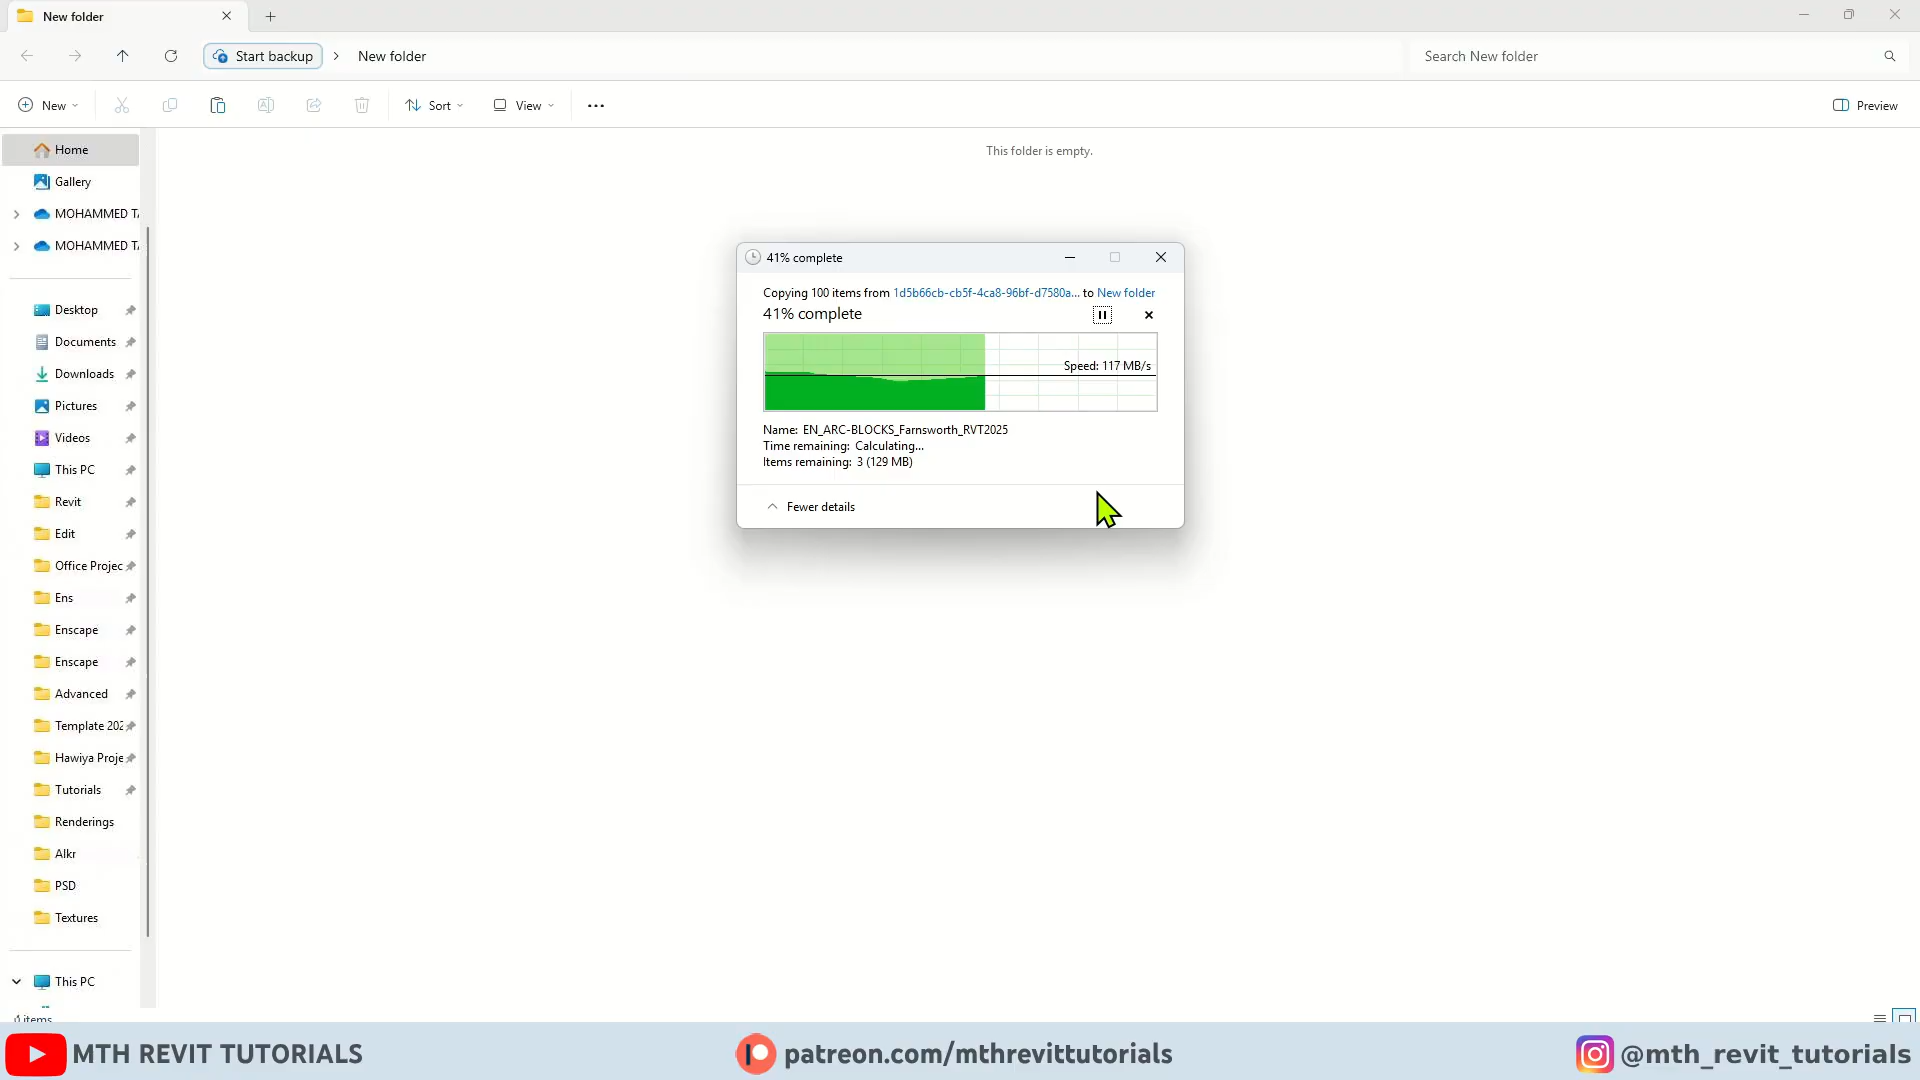 New folder
Start backup
New folder
Search New folder
New
Sort
View
Preview
Home
This folder is empty.
Gallery
MOHAMMED TA
MOHAMMED TA
Desktop
Documents
Downloads
Pictures
Videos
This PC
Revit
Edit
Office Projec
Ens
Enscape
Enscape
Advanced
Template 202
Hawiya Proje
Tutorials
Renderings
Alkr
PSD
Textures
This PC
items
41% complete
Copying 100 items from 1d5b66cb-cb5f-4ca8-96bf-d7580a... to New folder
41% complete
Speed: 117 MB/s
Name: EN_ARC-BLOCKS_Farnsworth_RVT2025
Time remaining: Calculating...
Items remaining: 3 (129 MB)
Fewer details
MTH REVIT TUTORIALS
patreon.com/mthrevittutorials
@mth_revit_tutorials